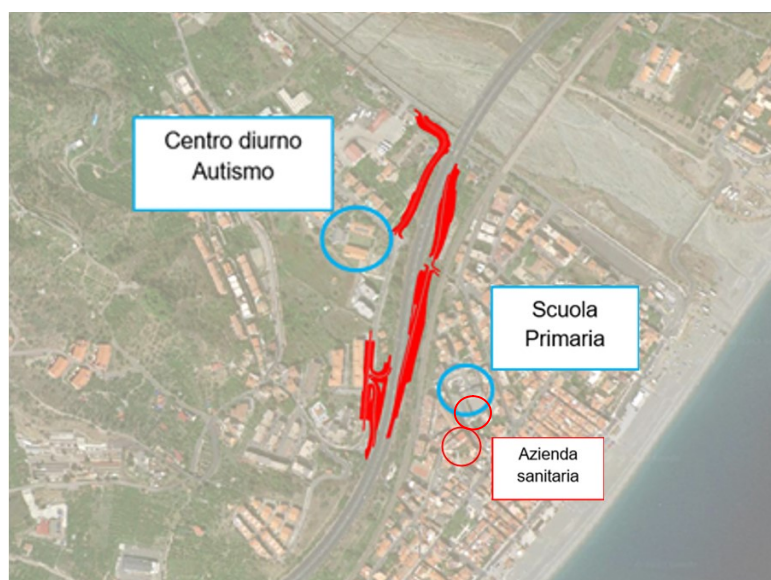 Centro diurno
Autismo
Scuola
Primaria
Azienda
sanitaria